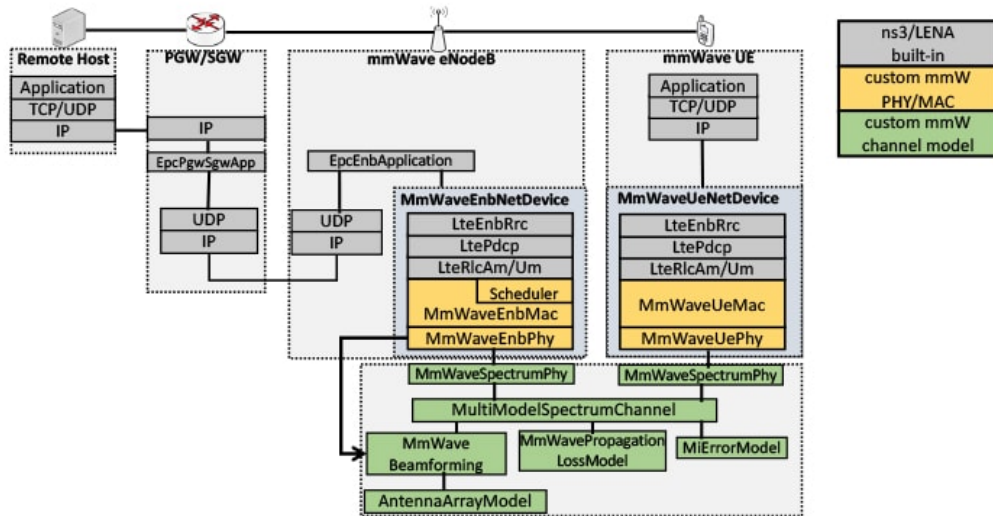 Remote Host
PGW/SGW
mmWave eNodeB
mmWave UE
ns3/LENA
built-in
custom mmW
PHY/MAC
custom mmW
channel model
Application
TCP/UDP
IP
IP
EpcPgwSgwApp
UDP
IP
EpcEnbApplication
UDP
IP
MmWaveEnbNetDevice
LteEnbRrc
LtePdcp
LteRlcAm/Um
Scheduler
MmWaveEnbMac
MmWaveEnbPhy
Application
TCP/UDP
IP
MmWaveUeNetDevice
LteEnbRrc
LtePdcp
LteRlcAm/Um
MmWaveUeMac
MmWaveUePhy
MmWaveSpectrumPhy
MmWaveSpectrumPhy
MultiModelSpectrumChannel
MmWave
Beamforming
MmWavePropagation
LossModel
MiErrorModel
AntennaArrayModel